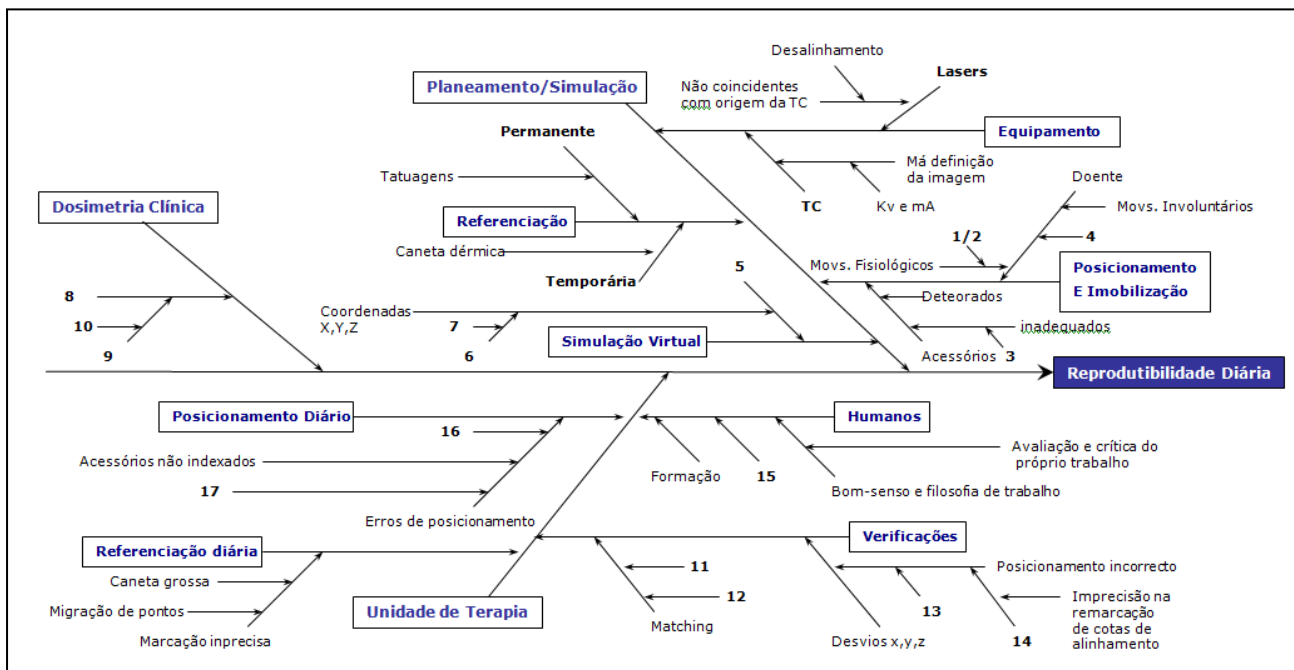 Desalinhamento
Planeamento/Simulação
Lasers
Não coincidentes
com origem da TC
Permanente
Equipamento
Tatuagens
Má definição
da imagem
Doente
Dosimetria Clínica
TC
Kv e mA
Movs. Involuntários
Referenciação
1/2
4
Caneta dérmica
5
Movs. Fisiológicos
Posicionamento
E Imobilização
Temporária
8
Deteorados
Coordenadas
X,Y,Z
7
10
inadequados
Simulação Virtual
9
6
Acessórios
3
Reprodutibilidade Diária
Posicionamento Diário
Humanos
16
Avaliação e crítica do
próprio trabalho
Acessórios não indexados
Formação
15
17
Bom-senso e filosofia de trabalho
Erros de posicionamento
Verificações
Referenciação diária
11
Posicionamento incorrecto
Caneta grossa
12
13
Imprecisão na
remarcação
de cotas de
alinhamento
Migração de pontos
Unidade de Terapia
Matching
Marcação inprecisa
Desvios x,y,z
14